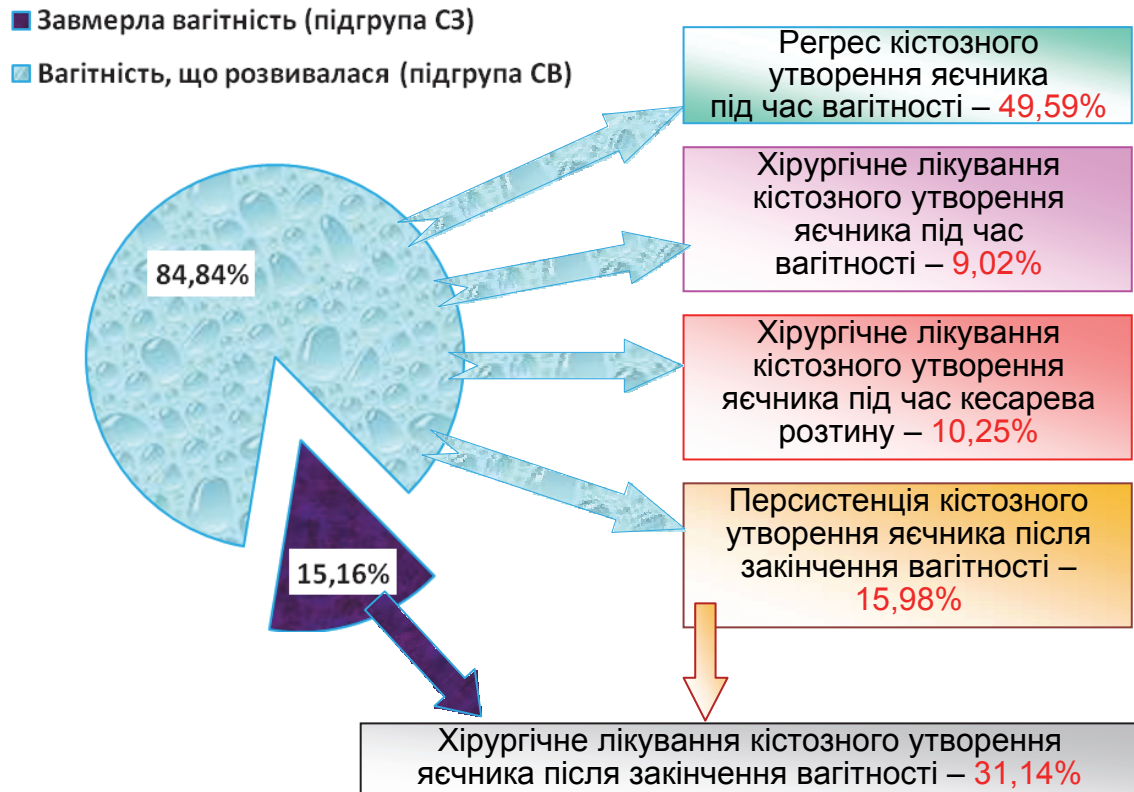 Завмерла вагітність (підгрупа СЗ)
Вагітність, що розвивалася (підгрупа СВ)
84,84%
15,16%
Регрес кістозного
утворення яєчника
під час вагітності – 49,59%
Хірургічне лікування
кістозного утворення
яєчника під час
вагітності – 9,02%
Хірургічне лікування
кістозного утворення
яєчника під час кесарева
розтину – 10,25%
Персистенція кістозного
утворення яєчника після
закінчення вагітності –
15,98%
Хірургічне лікування кістозного утворення
яєчника після закінчення вагітності – 31,14%